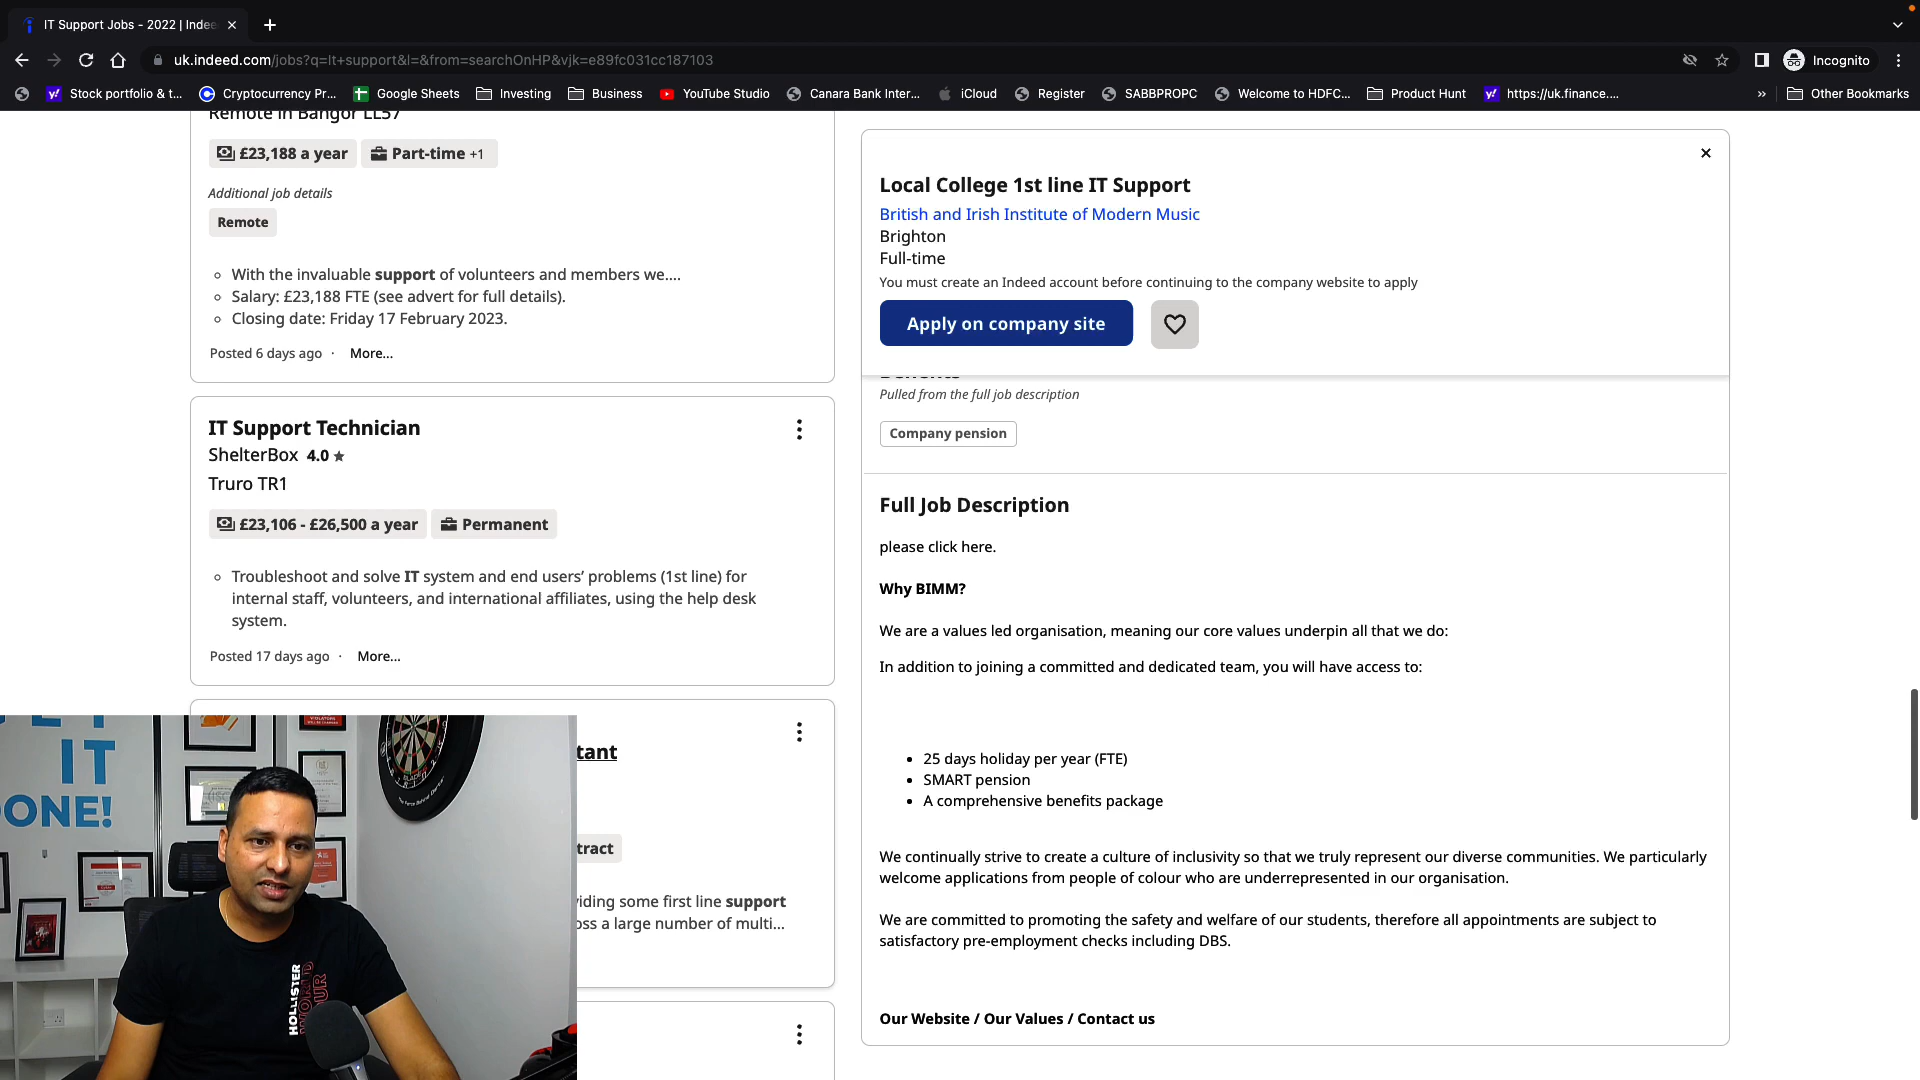 IT Support Jobs - 2022 | Inde
uk.indeed.com/jobs?q=It+support&l=&from=searchOnHP&vjk=e89fc031cc187103
Incognito
Stock portfolio & t...
Cryptocurrency Pr...
Google Sheets
Investing
Business
YouTube Studio
Canara Bank Inter...
iCloud
Register
SABBPROPC
Welcome to HDFC...
Product Hunt
https://uk.finance....
»
Other Bookmarks
Remote in Bangor LL57
£23,188 a year
Part-time +1
Additional job details
Remote
With the invaluable support of volunteers and members we....
Salary: £23,188 FTE (see advert for full details).
Closing date: Friday 17 February 2023.
Posted 6 days ago · More...
IT Support Technician
ShelterBox 4.0 ★
Truro TR1
£23,106 - £26,500 a year
Permanent
Troubleshoot and solve IT system and end users’ problems (1st line) for
internal staff, volunteers, and international affiliates, using the help desk
system.
Posted 17 days ago · More...
tant
tract
viding some first line support
oss a large number of multi...
IT
DONE!
HOLLISTER
WORLD
TOUR
Local College 1st line IT Support
British and Irish Institute of Modern Music
Brighton
Full-time
You must create an Indeed account before continuing to the company website to apply
Apply on company site
Benefits
Pulled from the full job description
Company pension
Full Job Description
please click here.
Why BIMM?
We are a values led organisation, meaning our core values underpin all that we do:
In addition to joining a committed and dedicated team, you will have access to:
• 25 days holiday per year (FTE)
• SMART pension
• A comprehensive benefits package
We continually strive to create a culture of inclusivity so that we truly represent our diverse communities. We particularly
welcome applications from people of colour who are underrepresented in our organisation.
We are committed to promoting the safety and welfare of our students, therefore all appointments are subject to
satisfactory pre-employment checks including DBS.
Our Website / Our Values / Contact us